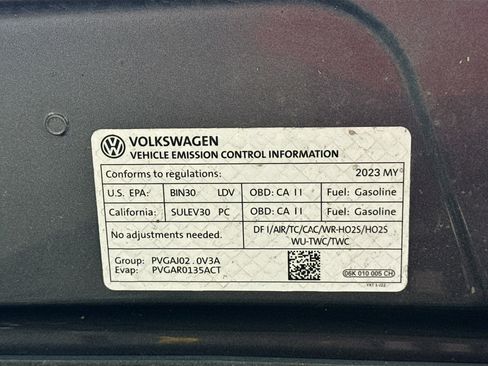 VOLKSWAGEN
VEHICLE EMISSION CONTROL INFORMATION
Conforms to regulations: 2023 MY
U.S. EPA: BIN30 LDV OBD: CA II Fuel: Gasoline
California: SULEV30 PC OBD: CA II Fuel: Gasoline
No adjustments needed. DFI/AIR/TC/CAC/WR-HO2S/HO2S
WU-TWC/TWC
Group: PVGAJ02.0V3A
Evap: PVGAR0135ACT
06K 010 005 CH